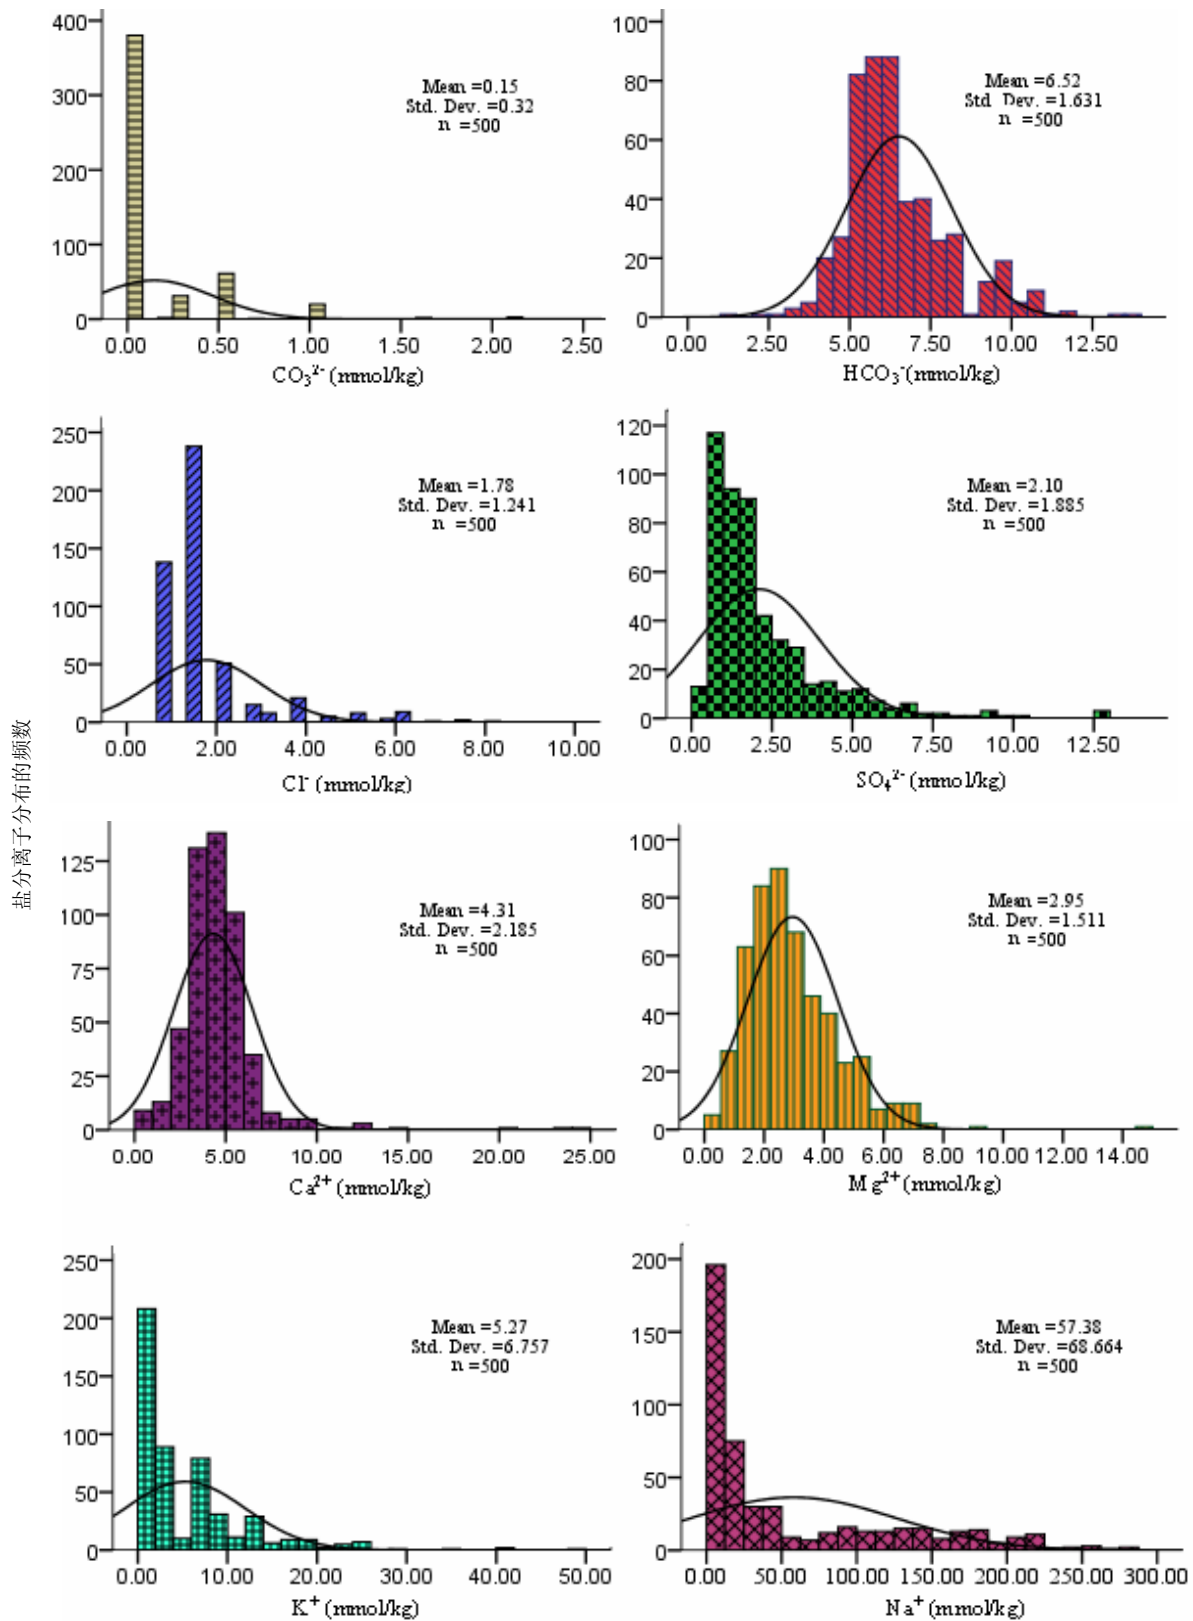 盐分离子分布的频数
400
300
200
100
0
Mean =0.15
Std. Dev. =0.32
n =500
0.00 0.50 1.00 1.50 2.00 2.50
CO₃²⁻ (mmol/kg)
100
80
60
40
20
0
Mean =6.52
Std Dev. =1.631
n =500
0.00 2.50 5.00 7.50 10.00 12.50
HCO₃⁻(mmol/kg)
250
200
150
100
50
0
Mean =1.78
Std. Dev. =1.241
n =500
0.00 2.00 4.00 6.00 8.00 10.00
Cl⁻ (mmol/kg)
120
100
80
60
40
20
0
Mean =2.10
Std. Dev. =1.885
n =500
0.00 2.50 5.00 7.50 10.00 12.50
SO₄²⁻ (mmol/kg)
125
100
75
50
25
0
Mean =4.31
Std. Dev. =2.185
n =500
0.00 5.00 10.00 15.00 20.00 25.00
Ca²⁺ (mmol/kg)
100
80
60
40
20
0
Mean =2.95
Std. Dev. =1.511
n =500
0.00 2.00 4.00 6.00 8.00 10.00 12.00 14.00
Mg²⁺ (mmol/kg)
250
200
150
100
50
0
Mean =5.27
Std. Dev. =6.757
n =500
0.00 10.00 20.00 30.00 40.00 50.00
K⁺ (mmol/kg)
200
150
100
50
0
Mean =57.38
Std. Dev. =68.664
n =500
0.00 50.00 100.00 150.00 200.00 250.00 300.00
Na⁺ (mmol/kg)